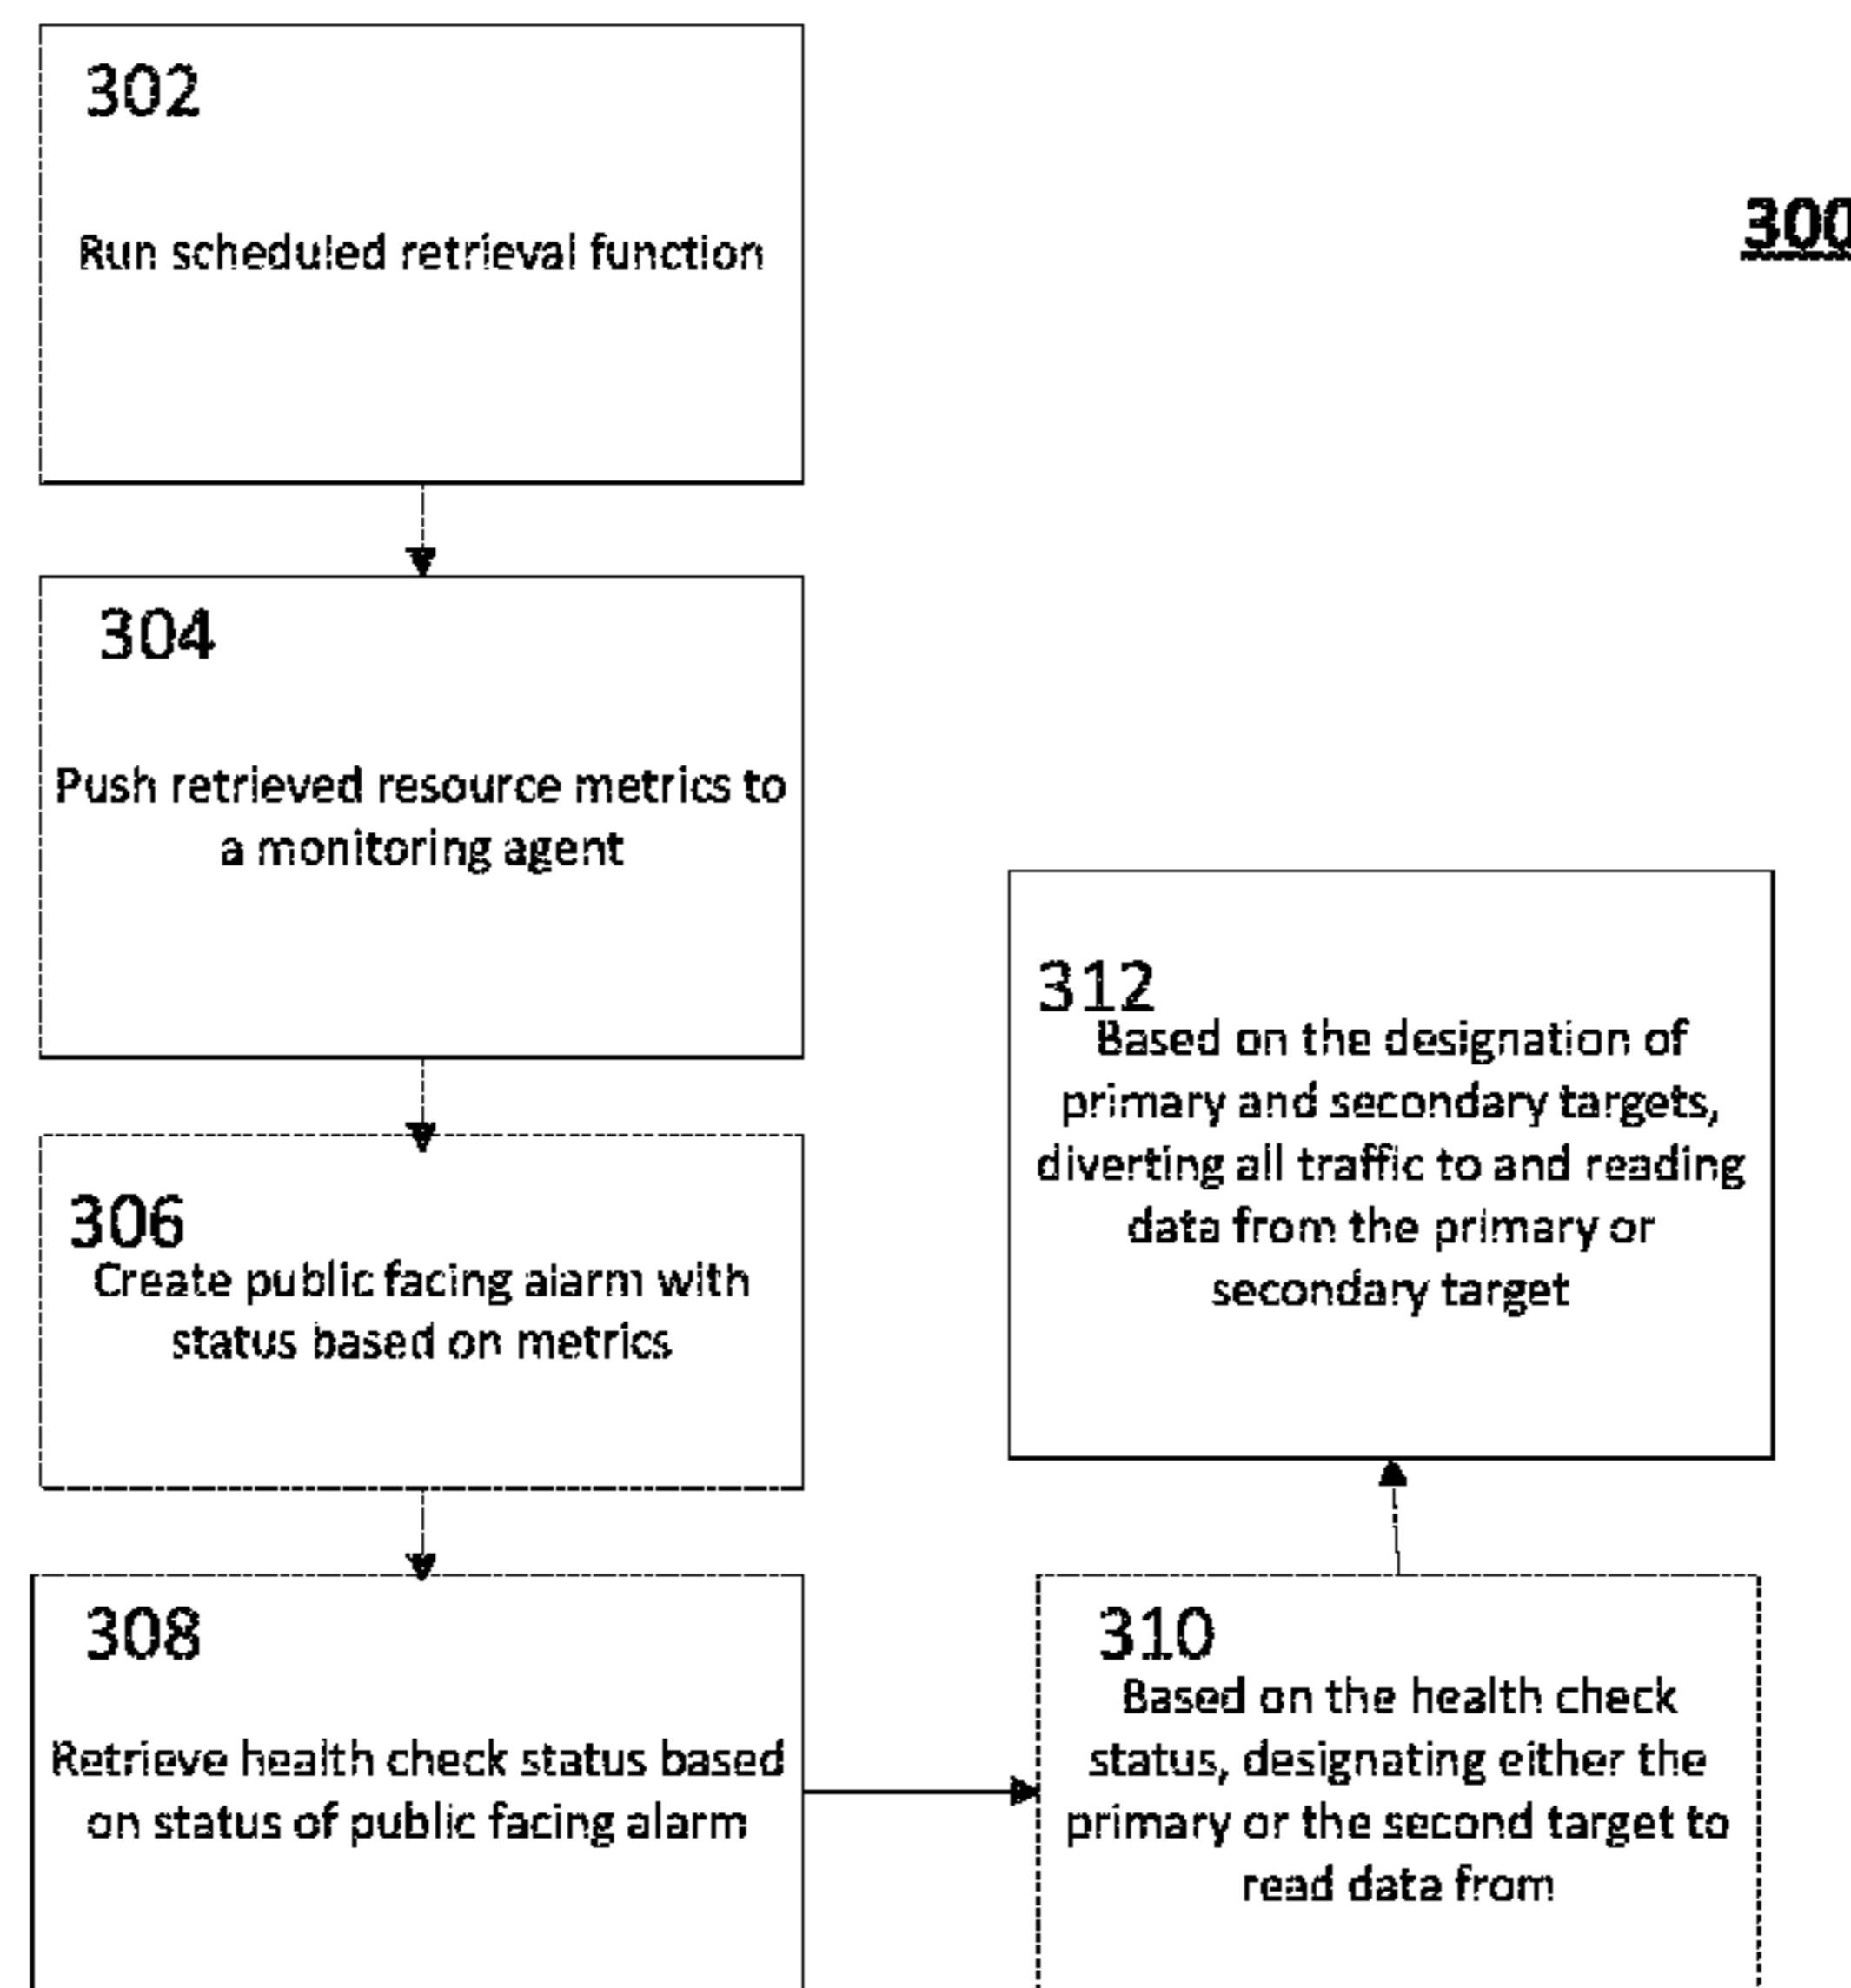 302
Run scheduled retrieval function
300
304
Push retrieved resource metrics to
a monitoring agent
306
Create public facing alarm with
status based on metrics
308
Retrieve health check status based
on status of public facing alarm
310
Based on the health check
status, designating either the
primary or the second target to
read data from
312
Based on the designation of
primary and secondary targets,
diverting all traffic to and reading
data from the primary or
secondary target